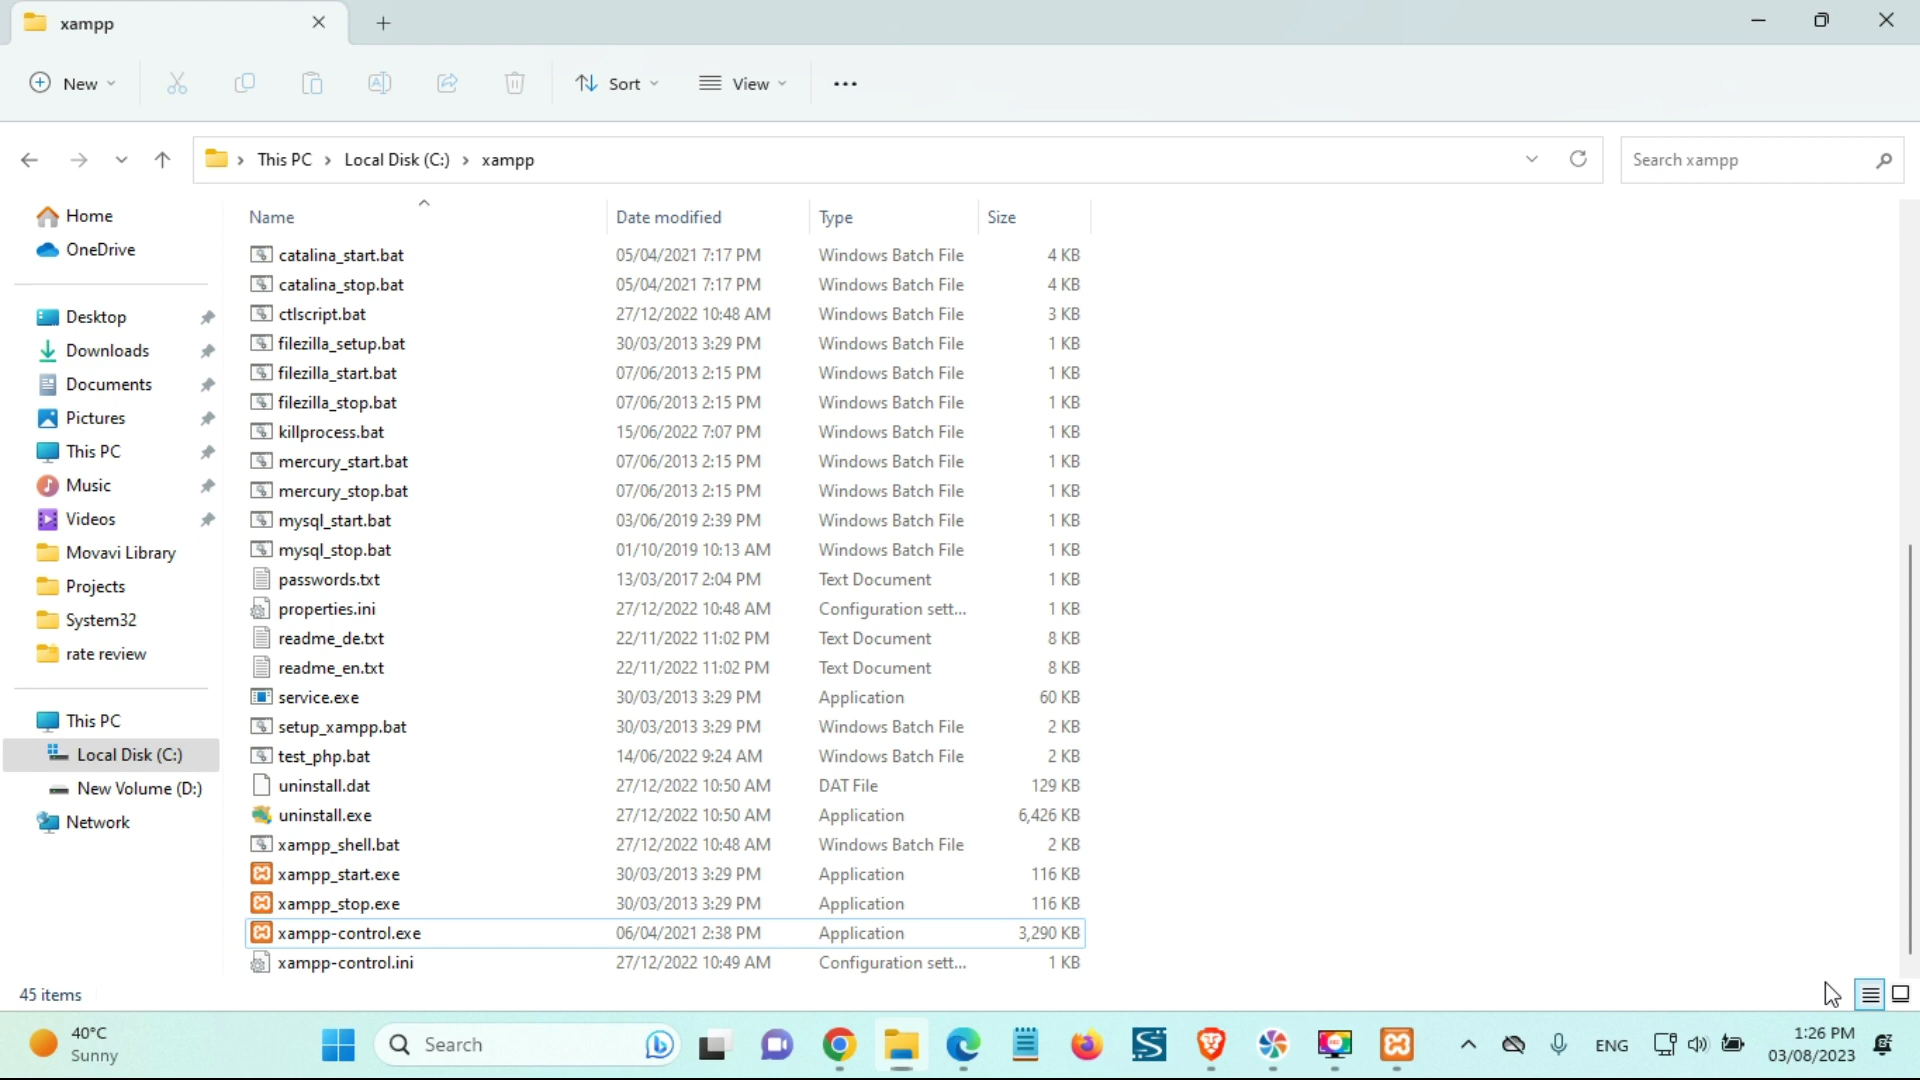 xampp
New
Sort
View
This PC
Local Disk (C:)
xampp
Search xampp
Home
OneDrive
Desktop
Downloads
Documents
Pictures
This PC
Music
Videos
Movavi Library
Projects
System32
rate review
This PC
Local Disk (C:)
New Volume (D:)
Network
Name Date modified Type Size
catalina_start.bat 05/04/2021 7:17 PM Windows Batch File 4 KB
catalina_stop.bat 05/04/2021 7:17 PM Windows Batch File 4 KB
ctlscript.bat 27/12/2022 10:48 AM Windows Batch File 3 KB
filezilla_setup.bat 30/03/2013 3:29 PM Windows Batch File 1 KB
filezilla_start.bat 07/06/2013 2:15 PM Windows Batch File 1 KB
filezilla_stop.bat 07/06/2013 2:15 PM Windows Batch File 1 KB
killprocess.bat 15/06/2022 7:07 PM Windows Batch File 1 KB
mercury_start.bat 07/06/2013 2:15 PM Windows Batch File 1 KB
mercury_stop.bat 07/06/2013 2:15 PM Windows Batch File 1 KB
mysql_start.bat 03/06/2019 2:39 PM Windows Batch File 1 KB
mysql_stop.bat 01/10/2019 10:13 AM Windows Batch File 1 KB
passwords.txt 13/03/2017 2:04 PM Text Document 1 KB
properties.ini 27/12/2022 10:48 AM Configuration sett... 1 KB
readme_de.txt 22/11/2022 11:02 PM Text Document 8 KB
readme_en.txt 22/11/2022 11:02 PM Text Document 8 KB
service.exe 30/03/2013 3:29 PM Application 60 KB
setup_xampp.bat 30/03/2013 3:29 PM Windows Batch File 2 KB
test_php.bat 14/06/2022 9:24 AM Windows Batch File 2 KB
uninstall.dat 27/12/2022 10:50 AM DAT File 129 KB
uninstall.exe 27/12/2022 10:50 AM Application 6,426 KB
xampp_shell.bat 27/12/2022 10:48 AM Windows Batch File 2 KB
xampp_start.exe 30/03/2013 3:29 PM Application 116 KB
xampp_stop.exe 30/03/2013 3:29 PM Application 116 KB
xampp-control.exe 06/04/2021 2:38 PM Application 3,290 KB
xampp-control.ini 27/12/2022 10:49 AM Configuration sett... 1 KB
45 items
40°C
Sunny
Search
ENG
1:26 PM
03/08/2023